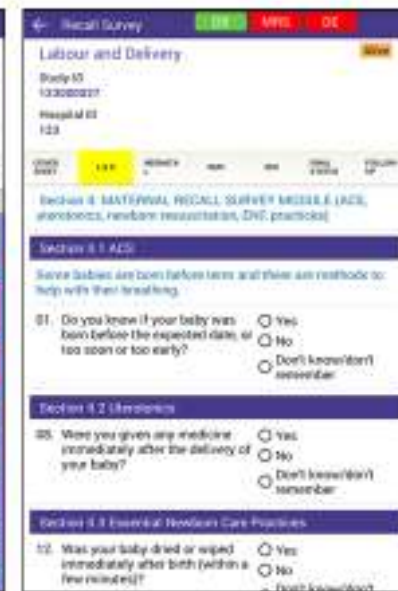 Recall Survey
Labour and Delivery
Study ID
Hospital ID
123
Section 4. MATERNAL RECALL SURVEY MODULE (ACS,
uterotonics, newborn resuscitation, ENC practices)
Section 4.1 ACS
Some babies are born before term and there are methods to
help with their breathing.
01. Do you know if your baby was
born before the expected date, or
too soon or too early?
Yes
No
Don't know/don't
remember
Section 4.2 Uterotonics
08. Were you given any medicine
immediately after the delivery of
your baby?
Yes
No
Don't know/don't
remember
Section 4.3 Essential Newborn Care Practices
12. Was your baby dried or wiped
immediately after birth (within a
few minutes)?
Yes
No
Don't know/don't